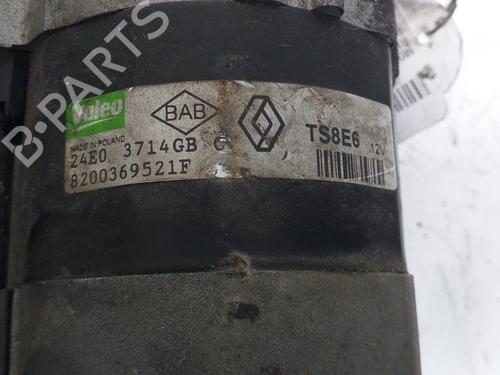 Valeo
MADE IN POLAND
BAB
TS8E6 12V
24E0 3714GB C
8200369521F
B-PARTS